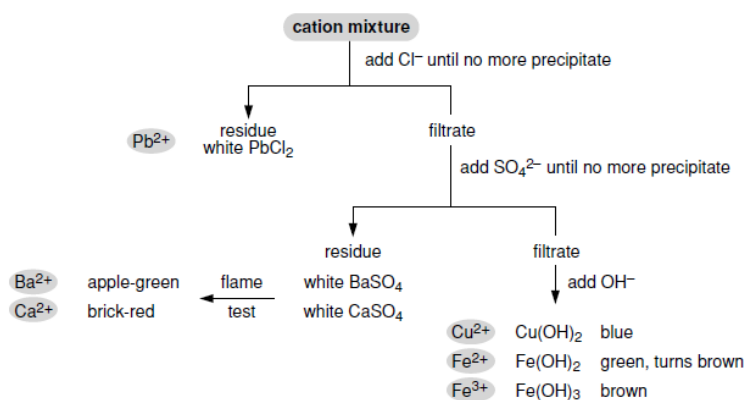 cation mixture
add Cl⁻ until no more precipitate
Pb²⁺
residue
white PbCl₂
filtrate
add SO₄²⁻ until no more precipitate
residue
filtrate
Ba²⁺ apple-green flame white BaSO₄
Ca²⁺ brick-red test white CaSO₄
add OH⁻
Cu²⁺ Cu(OH)₂ blue
Fe²⁺ Fe(OH)₂ green, turns brown
Fe³⁺ Fe(OH)₃ brown